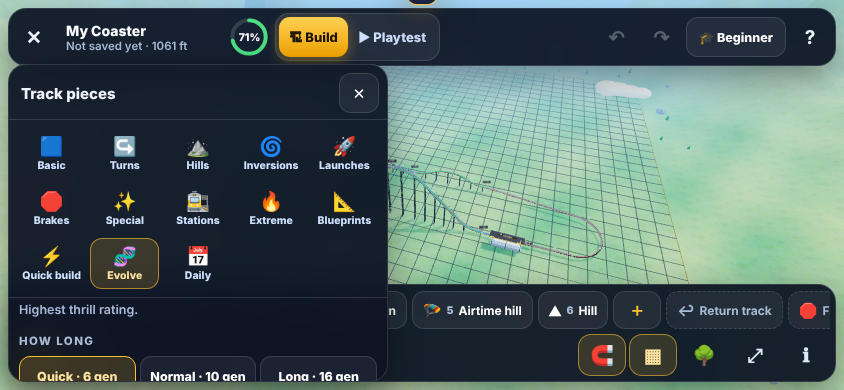 My Coaster
Not saved yet · 1061 ft
71%
Build
Playtest
Beginner
?
Track pieces
Basic
Turns
Hills
Inversions
Launches
Brakes
Special
Stations
Extreme
Blueprints
Quick build
Evolve
Daily
Highest thrill rating.
HOW LONG
Quick · 6 gen
Normal · 10 gen
Long · 16 gen
5 Airtime hill
6 Hill
+
Return track